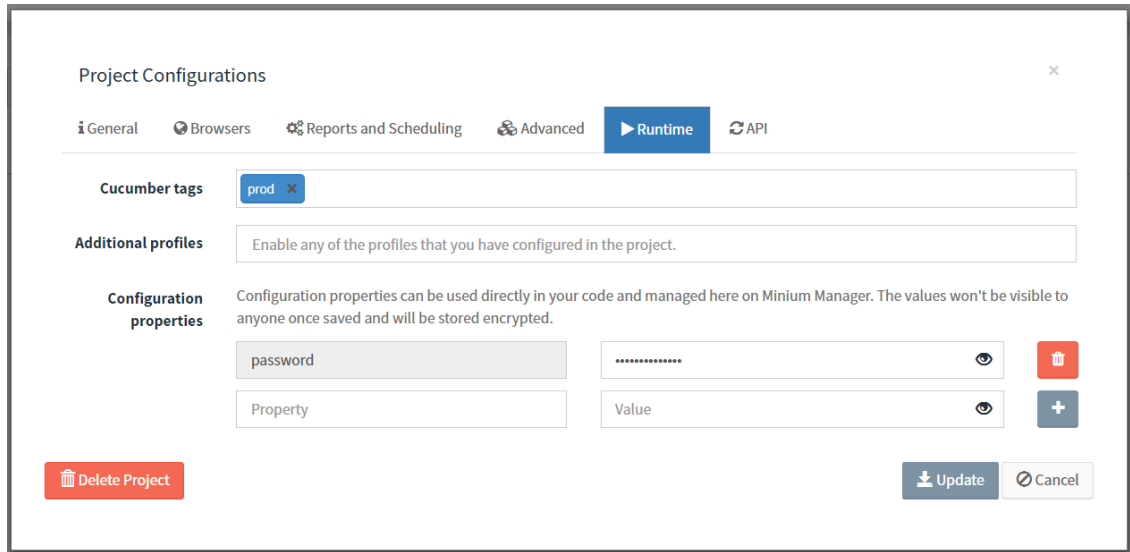 Project Configurations ×
General Browsers Reports and Scheduling Advanced Runtime API
Cucumber tags prod ×
Additional profiles Enable any of the profiles that you have configured in the project.
Configuration properties
Configuration properties can be used directly in your code and managed here on Minium Manager. The values won't be visible to
anyone once saved and will be stored encrypted.
password ••••••••••••••
Property Value
Delete Project Update Cancel